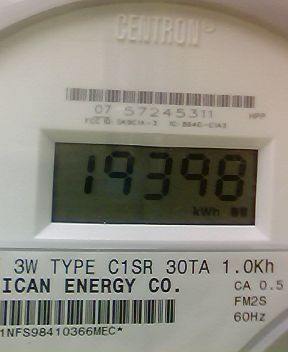 CENTRON
07 57245311 HPP
19398
kWh
3W TYPE C1SR 30TA 1.0Kh
ICAN ENERGY CO. CA 0.5
FM2S
1NFS98410366MEC* 60Hz